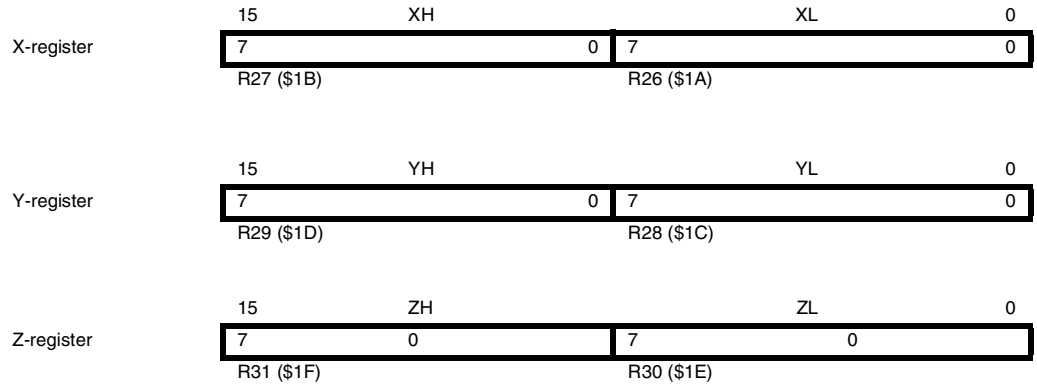 15 XH XL 0
X-register 7 0 7 0
R27 ($1B) R26 ($1A)
15 YH YL 0
Y-register 7 0 7 0
R29 ($1D) R28 ($1C)
15 ZH ZL 0
Z-register 7 0 7 0
R31 ($1F) R30 ($1E)